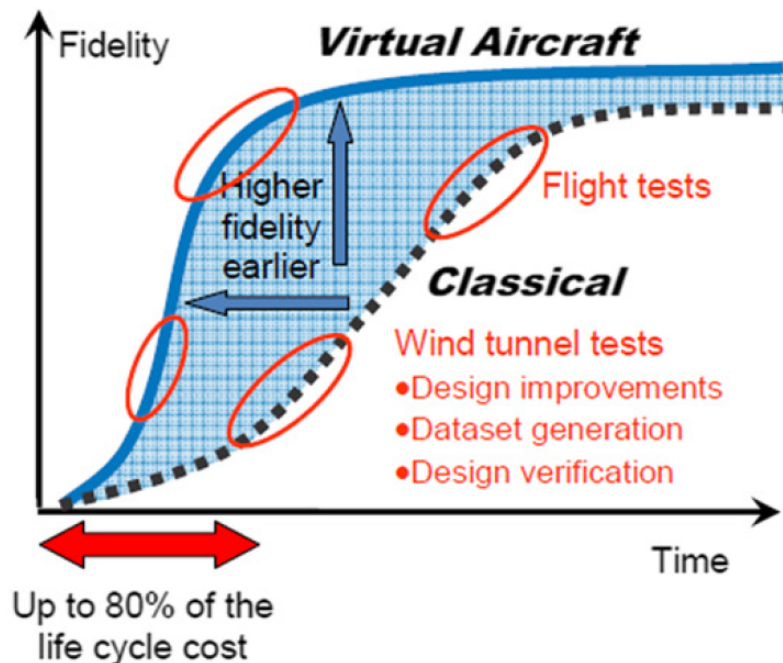 Fidelity
Virtual Aircraft
Higher
fidelity
earlier
Flight tests
Classical
Wind tunnel tests
•Design improvements
•Dataset generation
•Design verification
Time
Up to 80% of the
life cycle cost